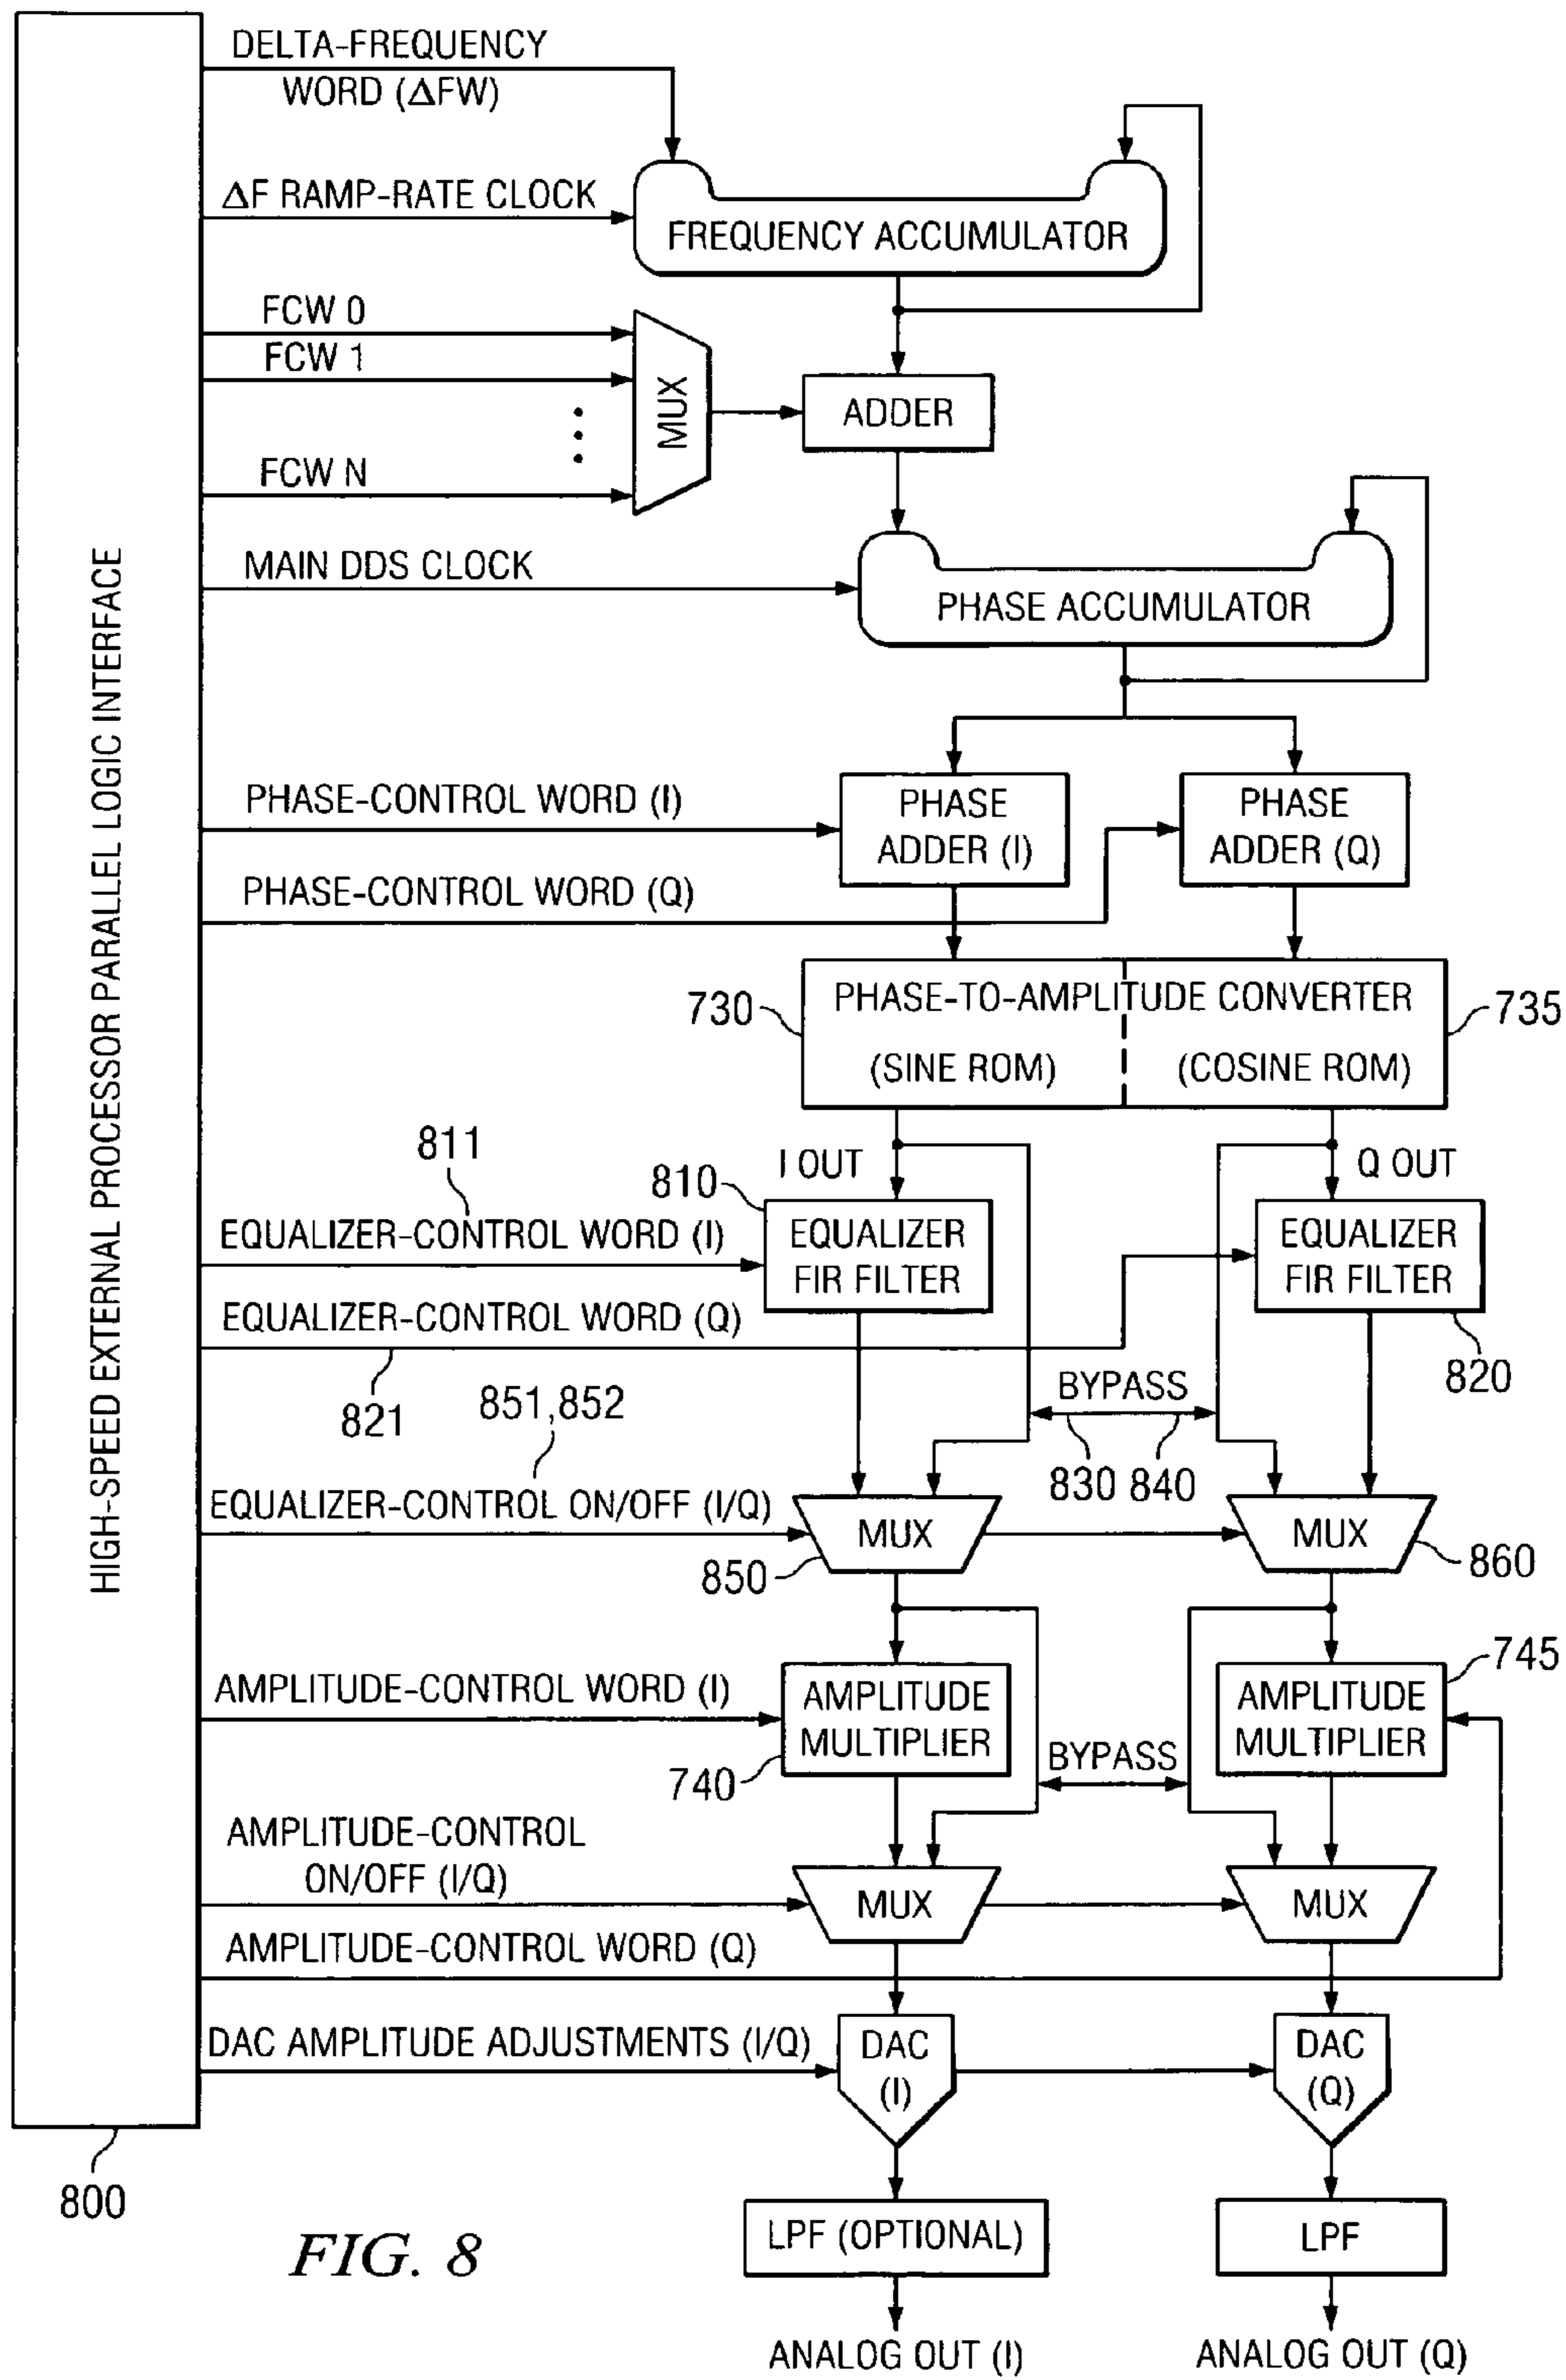 DELTA-FREQUENCY
WORD (ΔFW)
ΔF RAMP-RATE CLOCK
FREQUENCY ACCUMULATOR
FCW 0
FCW 1
FCW N
MUX
ADDER
MAIN DDS CLOCK
PHASE ACCUMULATOR
HIGH-SPEED EXTERNAL PROCESSOR PARALLEL LOGIC INTERFACE
PHASE-CONTROL WORD (I)
PHASE
ADDER (I)
PHASE
ADDER (Q)
PHASE-CONTROL WORD (Q)
730
PHASE-TO-AMPLITUDE CONVERTER
735
(SINE ROM)
(COSINE ROM)
811
810
I OUT
Q OUT
EQUALIZER-CONTROL WORD (I)
EQUALIZER
FIR FILTER
EQUALIZER
FIR FILTER
EQUALIZER-CONTROL WORD (Q)
821
820
851,852
BYPASS
830 840
EQUALIZER-CONTROL ON/OFF (I/Q)
MUX
MUX
850
860
745
AMPLITUDE-CONTROL WORD (I)
AMPLITUDE
MULTIPLIER
AMPLITUDE
MULTIPLIER
740
BYPASS
AMPLITUDE-CONTROL
ON/OFF (I/Q)
MUX
MUX
AMPLITUDE-CONTROL WORD (Q)
DAC AMPLITUDE ADJUSTMENTS (I/Q)
DAC
(I)
DAC
(Q)
800
LPF (OPTIONAL)
LPF
FIG. 8
ANALOG OUT (I)
ANALOG OUT (Q)